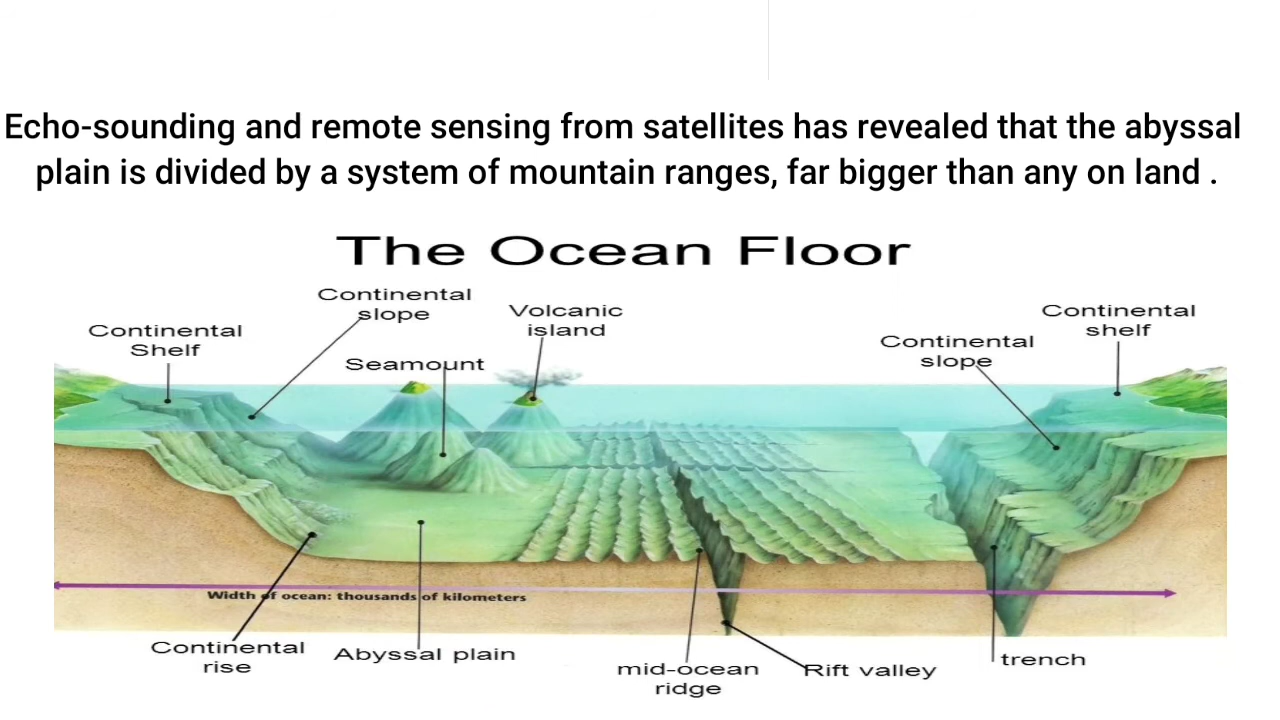 Echo-sounding and remote sensing from satellites has revealed that the abyssal
plain is divided by a system of mountain ranges, far bigger than any on land .
The Ocean Floor
Continental
slope
Volcanic
island
Continental
shelf
Continental
Shelf
Continental
slope
Seamount
Width of ocean: thousands of kilometers
Continental
rise
Abyssal plain
mid-ocean
ridge
Rift valley
trench